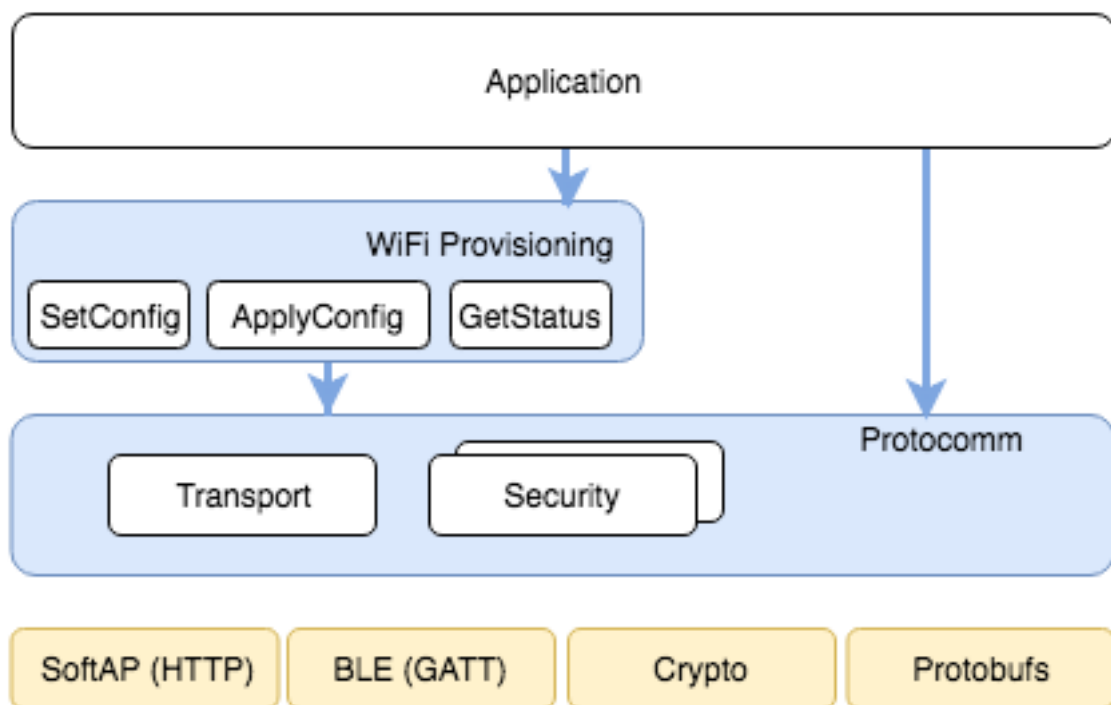 Application
WiFi Provisioning
SetConfig ApplyConfig GetStatus
Protocomm
Transport Security
SoftAP (HTTP) BLE (GATT) Crypto Protobufs